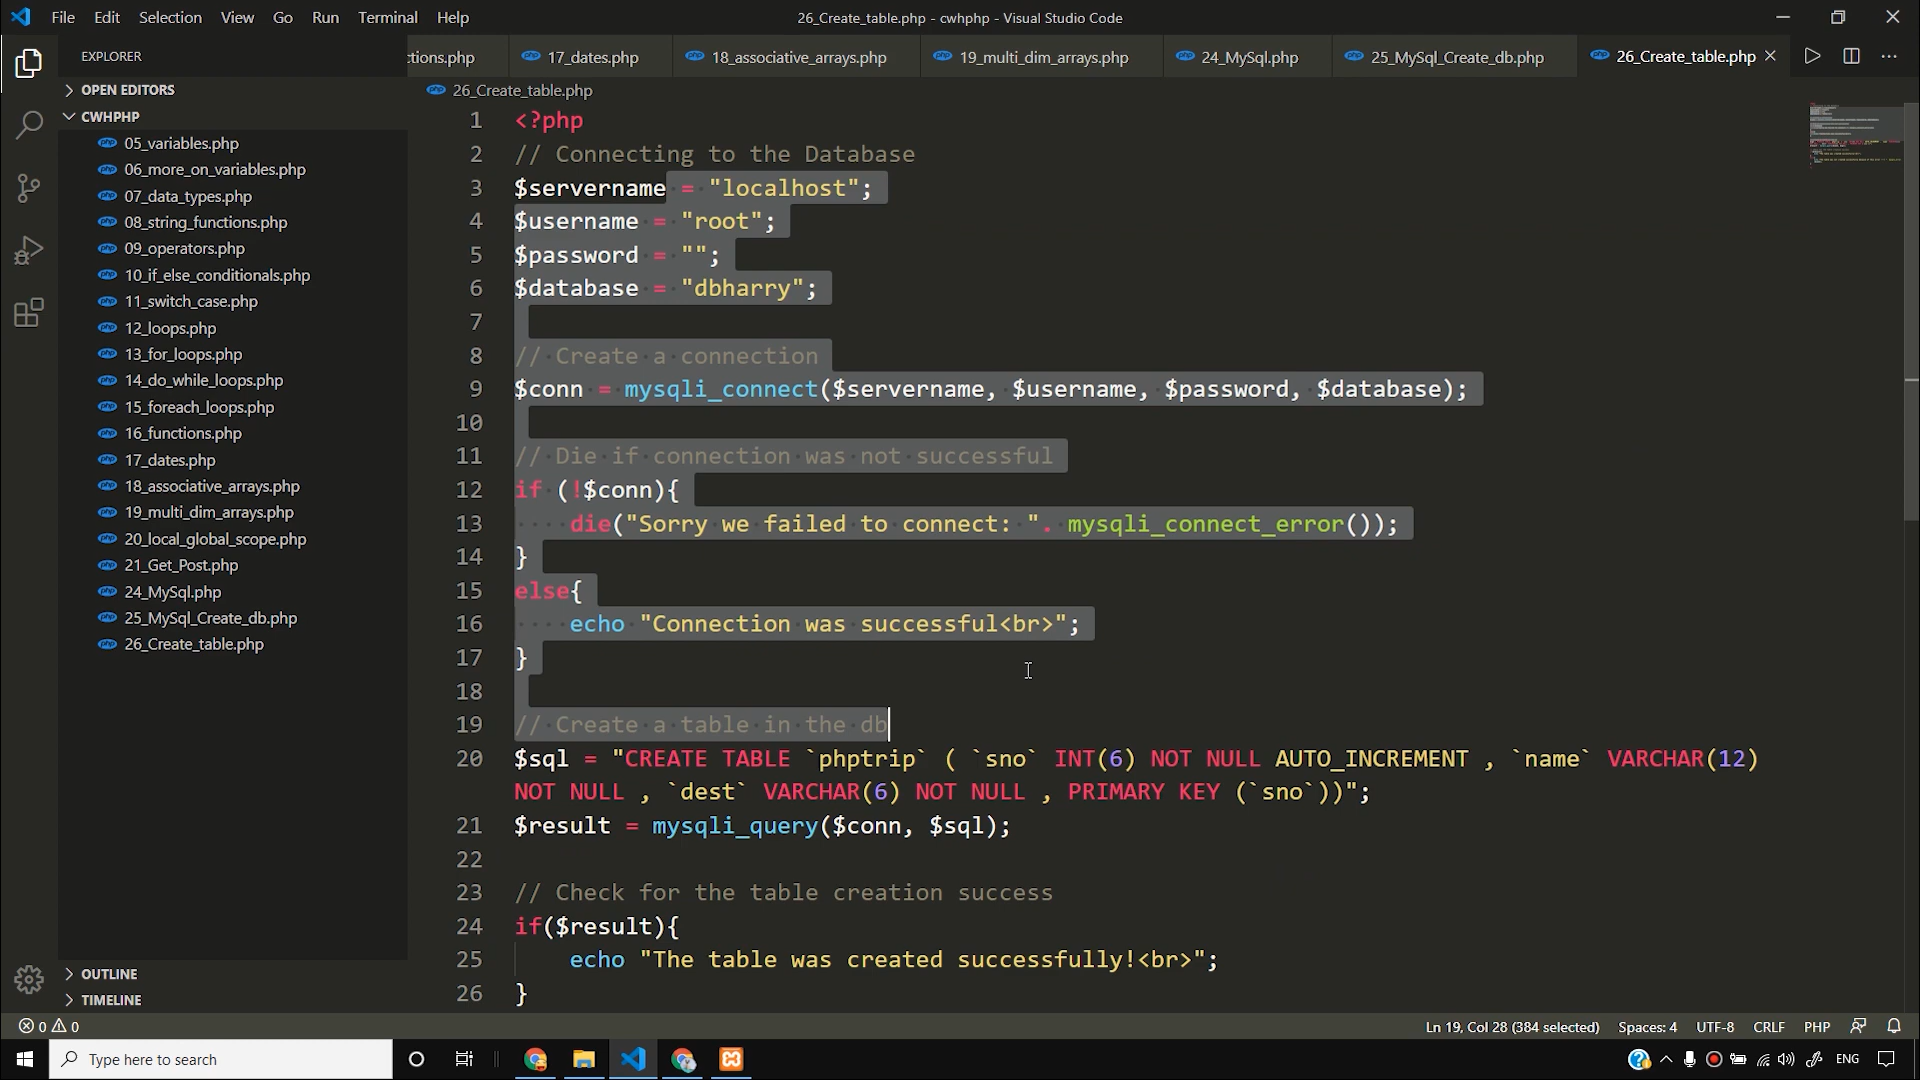 File Edit Selection View Go Run Terminal Help
26_Create_table.php - cwhphp - Visual Studio Code
EXPLORER
ctions.php 17_dates.php 18_associative_arrays.php 19_multi_dim_arrays.php 24_MySql.php 25_MySql_Create_db.php 26_Create_table.php
OPEN EDITORS
CWHPHP
05_variables.php
06_more_on_variables.php
07_data_types.php
08_string_functions.php
09_operators.php
10_if_else_conditionals.php
11_switch_case.php
12_loops.php
13_for_loops.php
14_do_while_loops.php
15_foreach_loops.php
16_functions.php
17_dates.php
18_associative_arrays.php
19_multi_dim_arrays.php
20_local_global_scope.php
21_Get_Post.php
24_MySql.php
25_MySql_Create_db.php
26_Create_table.php
OUTLINE
TIMELINE
26_Create_table.php
1 <?php
2 // Connecting to the Database
3 $servername = "localhost";
4 $username = "root";
5 $password = "";
6 $database = "dbharry";
7
8 // Create a connection
9 $conn = mysqli_connect($servername, $username, $password, $database);
10
11 // Die if connection was not successful
12 if (!$conn){
13     die("Sorry we failed to connect: ". mysqli_connect_error());
14 }
15 else{
16     echo "Connection was successful<br>";
17 }
18
19 // Create a table in the db
20 $sql = "CREATE TABLE `phptrip` ( `sno` INT(6) NOT NULL AUTO_INCREMENT , `name` VARCHAR(12)
NOT NULL , `dest` VARCHAR(6) NOT NULL , PRIMARY KEY (`sno`))";
21 $result = mysqli_query($conn, $sql);
22
23 // Check for the table creation success
24 if($result){
25     echo "The table was created successfully!<br>";
26 }
0 0
Ln 19, Col 28 (384 selected) Spaces: 4 UTF-8 CRLF PHP
Type here to search
ENG